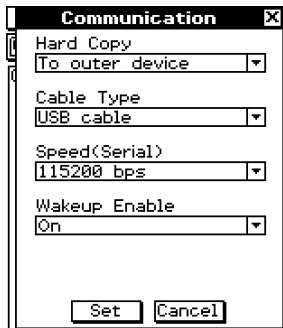 Communication
Hard Copy
To outer device
Cable Type
USB cable
Speed(Serial)
115200 bps
Wakeup Enable
On
Set Cancel